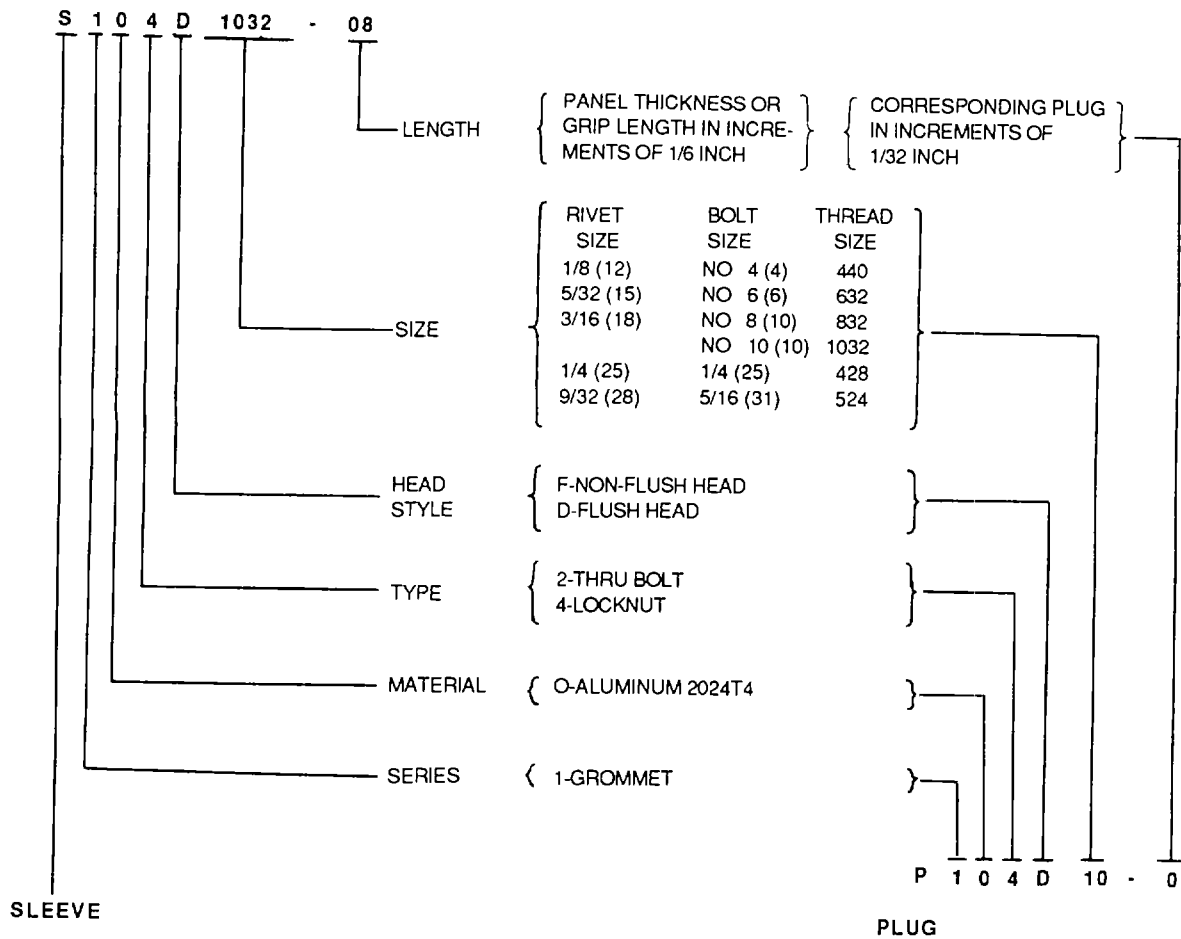 S 1 0 4 D 1032 - 08
LENGTH
PANEL THICKNESS OR
GRIP LENGTH IN INCRE-
MENTS OF 1/6 INCH
CORRESPONDING PLUG
IN INCREMENTS OF
1/32 INCH
SIZE
RIVET BOLT THREAD
SIZE SIZE SIZE
1/8 (12) NO 4 (4) 440
5/32 (15) NO 6 (6) 632
3/16 (18) NO 8 (10) 832
NO 10 (10) 1032
1/4 (25) 1/4 (25) 428
9/32 (28) 5/16 (31) 524
HEAD
STYLE
F-NON-FLUSH HEAD
D-FLUSH HEAD
TYPE
2-THRU BOLT
4-LOCKNUT
MATERIAL
O-ALUMINUM 2024T4
SERIES
1-GROMMET
P 1 0 4 D 10 - 0
SLEEVE
PLUG